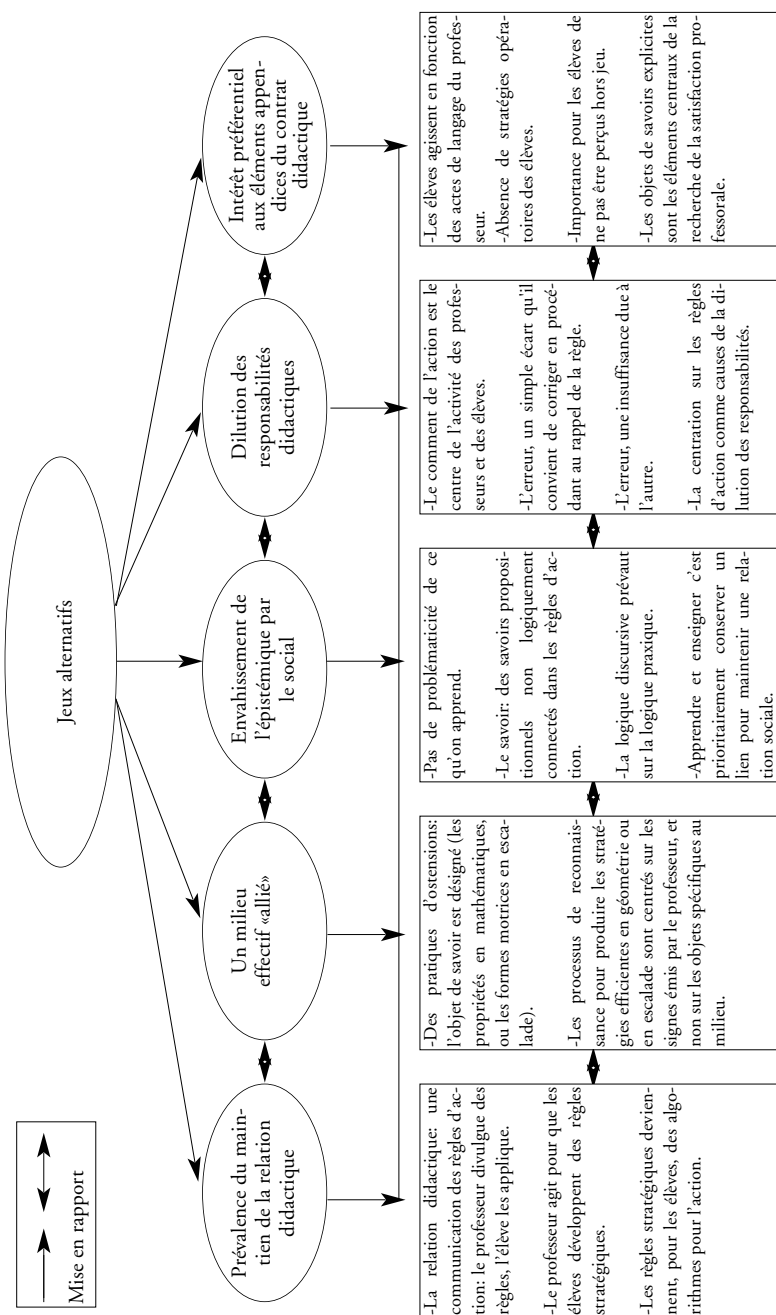 Mise en rapport
Jeux alternatifs
Prévalence du main-
tien de la relation
didactique
Un milieu
effectif «allié»
Envahissement de
l'épistémique par
le social
Dilution des
responsabilités
didactiques
Intérêt préférentiel
aux éléments appen-
dices du contrat
didactique
-La relation didactique: une
communication des règles d'ac-
tion: le professeur divulgue des
règles, l'élève les applique.
-Le professeur agit pour que les
élèves développent des règles
stratégiques.
-Les règles stratégiques devien-
nent, pour les élèves, des algo-
rithmes pour l'action.
-Des pratiques d'ostensions:
l'objet de savoir est désigné (les
propriétés en mathématiques,
ou les formes motrices en esca-
lade).
-Les processus de reconnais-
sance pour produire les straté-
gies efficientes en géométrie ou
en escalade sont centrés sur les
signes émis par le professeur, et
non sur les objets spécifiques au
milieu.
-Pas de problématicité de ce
qu'on apprend.
-Le savoir: des savoirs proposi-
tionnels non logiquement
connectés dans les règles d'ac-
tion.
-La logique discursive prévaut
sur la logique praxique.
-Apprendre et enseigner c'est
prioritairement conserver un
lien pour maintenir une rela-
tion sociale.
-Le comment de l'action est le
centre de l'activité des profes-
seurs et des élèves.
-L'erreur, un simple écart qu'il
convient de corriger en procé-
dant au rappel de la règle.
-L'erreur, une insuffisance due à
l'autre.
-La centration sur les règles
d'action comme causes de la di-
lution des responsabilités.
-Les élèves agissent en fonction
des actes de langage du profes-
seur.
-Absence de stratégies opéra-
toires des élèves.
-Importance pour les élèves de
ne pas être perçus hors jeu.
-Les objets de savoirs explicites
sont les éléments centraux de la
recherche de la satisfaction pro-
fessorale.